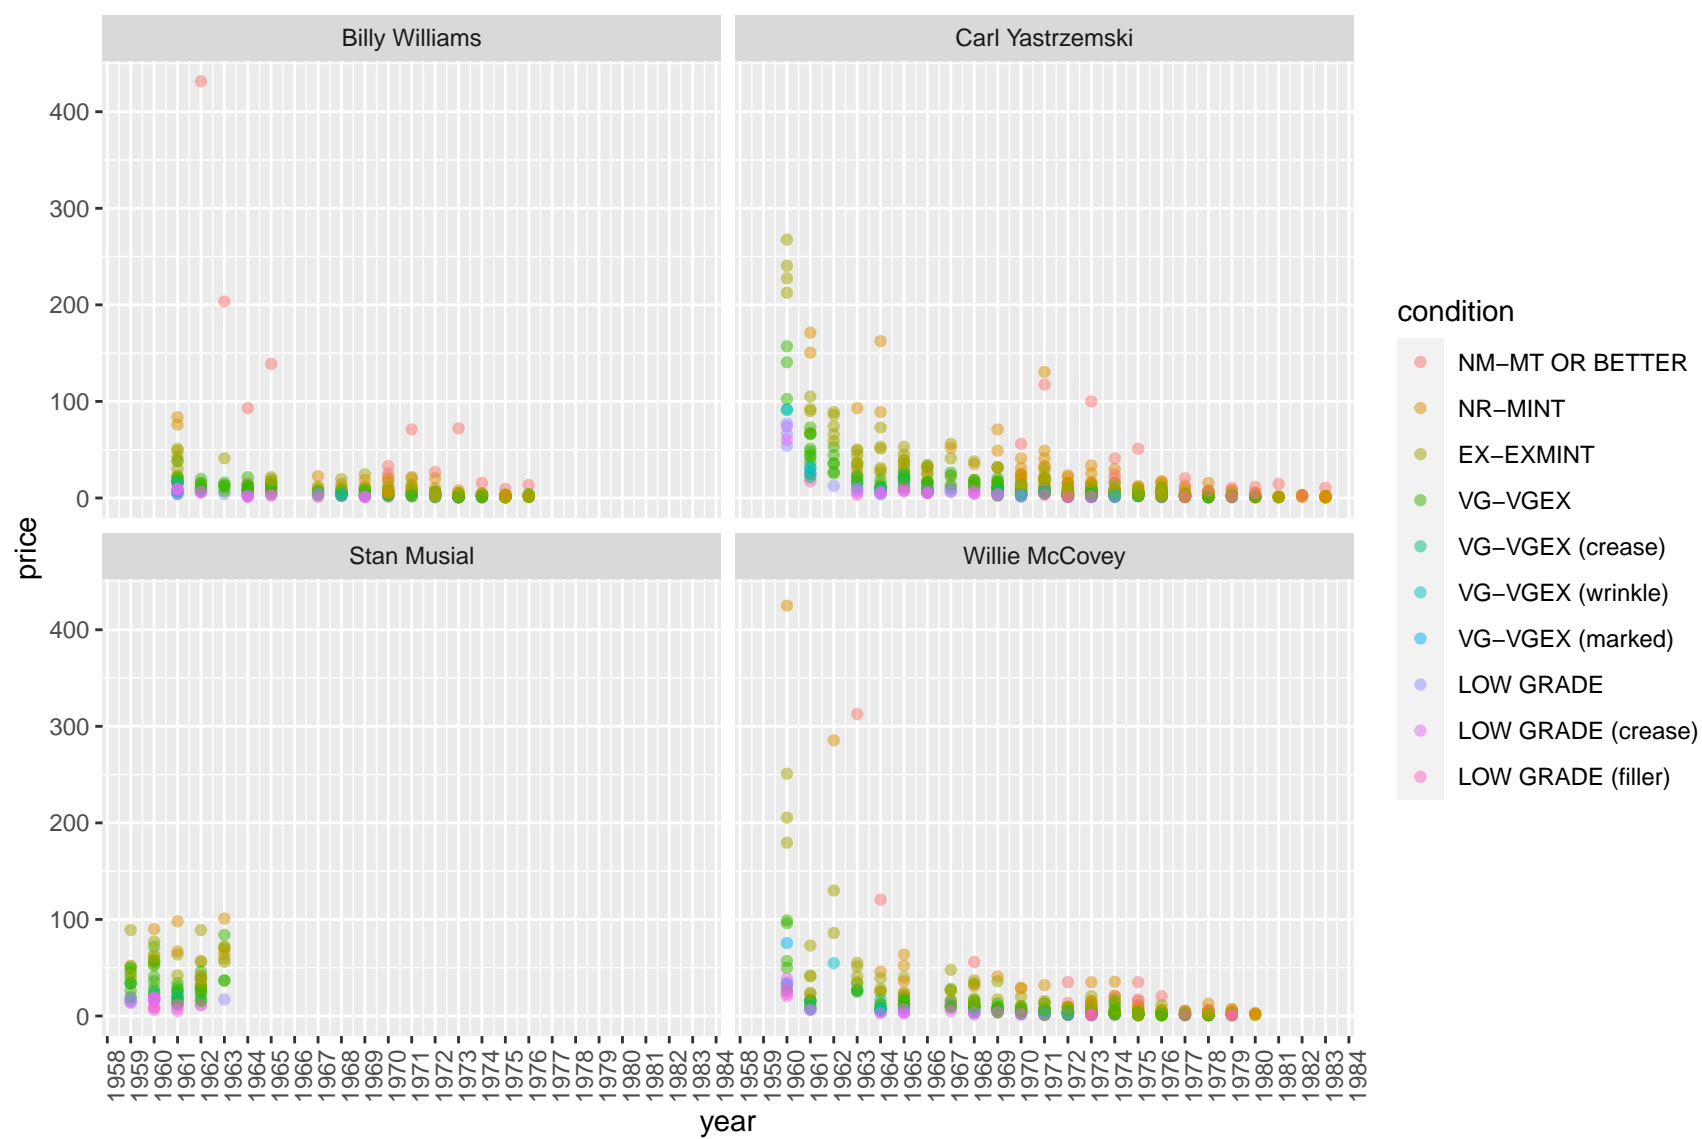 Billy Williams
Carl Yastrzemski
400
300
200
100
0
Stan Musial
Willie McCovey
400
300
200
100
0
price
1958 1959 1960 1961 1962 1963 1964 1965 1966 1967 1968 1969 1970 1971 1972 1973 1974 1975 1976 1977 1978 1979 1980 1981 1982 1983 1984
1958 1959 1960 1961 1962 1963 1964 1965 1966 1967 1968 1969 1970 1971 1972 1973 1974 1975 1976 1977 1978 1979 1980 1981 1982 1983 1984
year
condition
NM−MT OR BETTER
NR−MINT
EX−EXMINT
VG−VGEX
VG−VGEX (crease)
VG−VGEX (wrinkle)
VG−VGEX (marked)
LOW GRADE
LOW GRADE (crease)
LOW GRADE (filler)